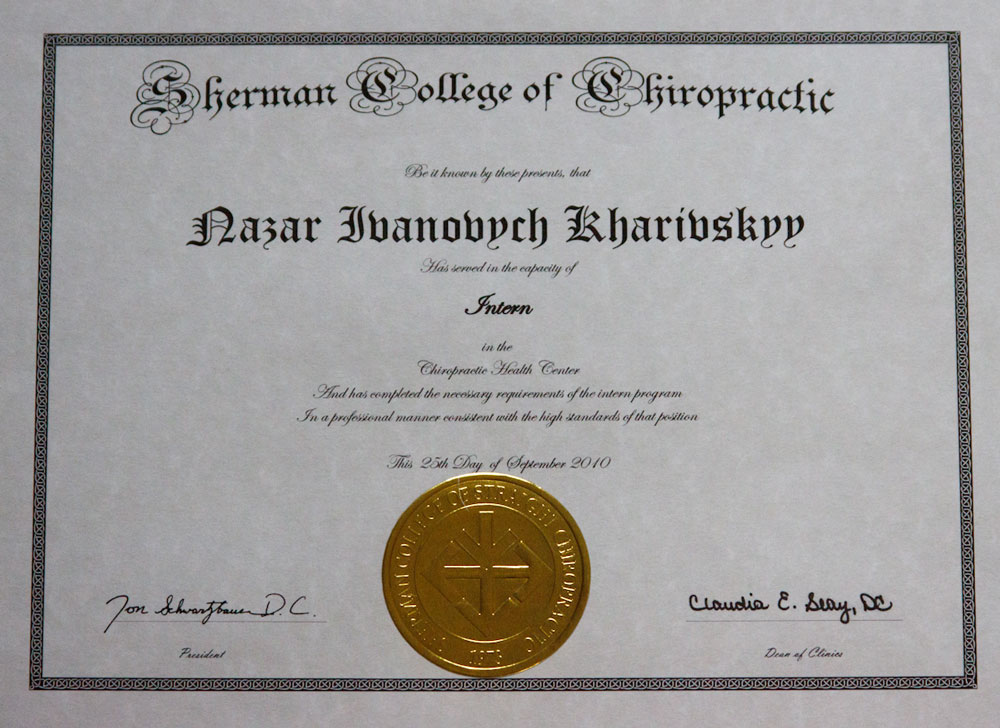 Sherman College of Chiropractic
Be it known by these presents, that
Nazar Ivanovych Kharivskyy
Has served in the capacity of
Intern
in the
Chiropractic Health Center
And has completed the necessary requirements of the intern program
In a professional manner consistent with the high standards of that position
This 25th Day of September 2010
SHERMAN COLLEGE OF STRAIGHT CHIROPRACTIC
1973
Jon Schwartzbauer D.C.
Claudia E. Seay, DC
President
Dean of Clinics